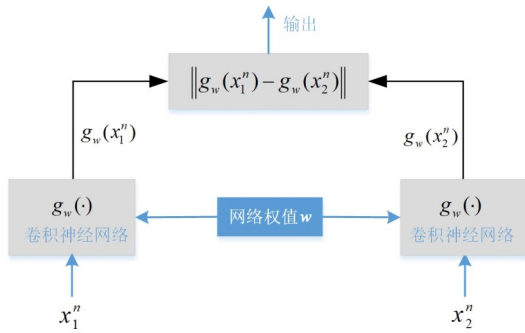 输出
‖g_w(x_1^n) − g_w(x_2^n)‖
g_w(x_1^n)
g_w(x_2^n)
g_w(·)
卷积神经网络
网络权值w
g_w(·)
卷积神经网络
x_1^n
x_2^n